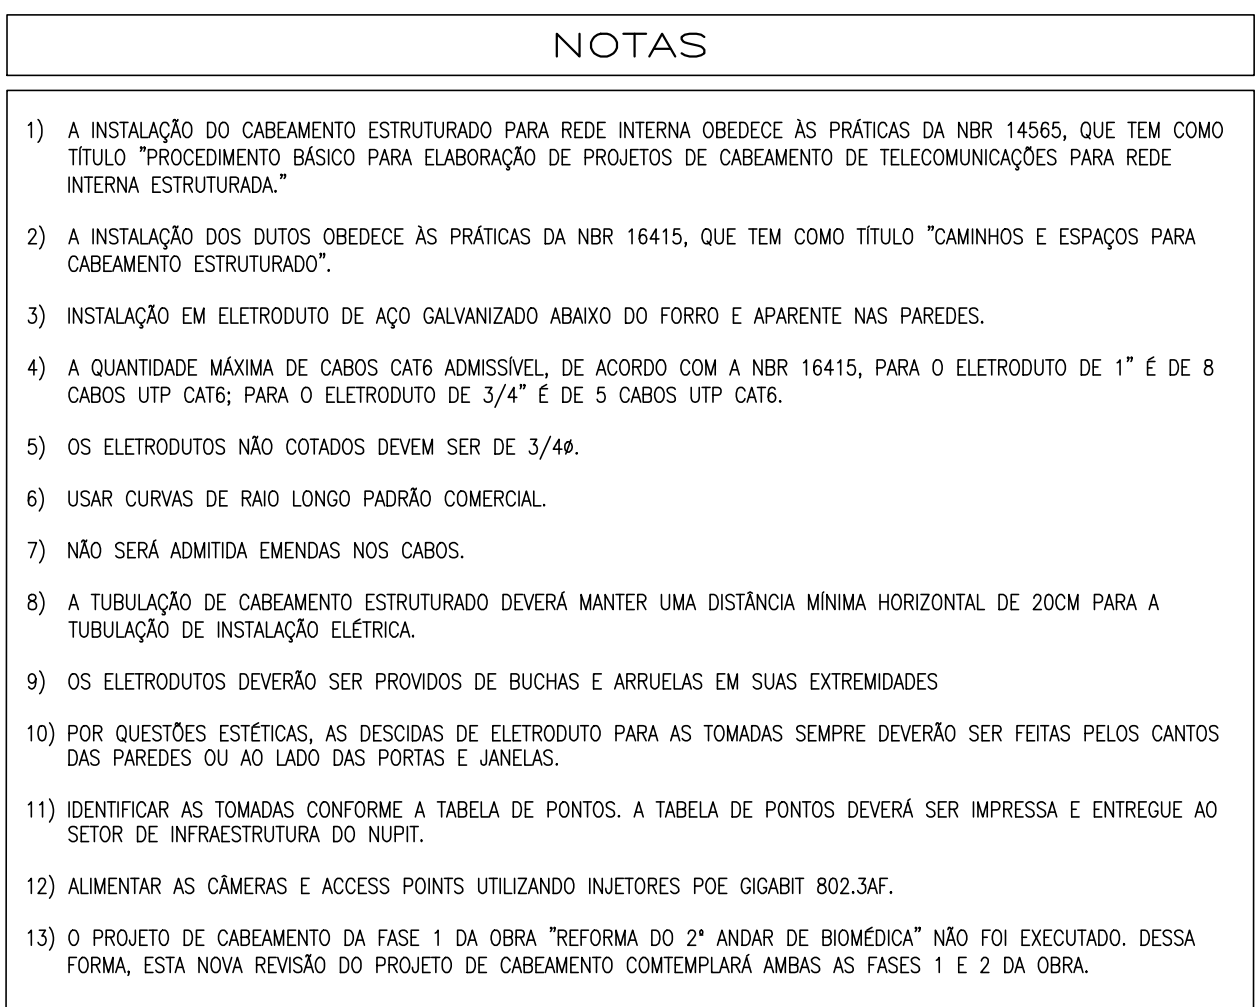 NOTAS
1) A INSTALAÇÃO DO CABEAMENTO ESTRUTURADO PARA REDE INTERNA OBEDECE ÀS PRÁTICAS DA NBR 14565, QUE TEM COMO
TÍTULO "PROCEDIMENTO BÁSICO PARA ELABORAÇÃO DE PROJETOS DE CABEAMENTO DE TELECOMUNICAÇÕES PARA REDE
INTERNA ESTRUTURADA."
2) A INSTALAÇÃO DOS DUTOS OBEDECE ÀS PRÁTICAS DA NBR 16415, QUE TEM COMO TÍTULO "CAMINHOS E ESPAÇOS PARA
CABEAMENTO ESTRUTURADO".
3) INSTALAÇÃO EM ELETRODUTO DE AÇO GALVANIZADO ABAIXO DO FORRO E APARENTE NAS PAREDES.
4) A QUANTIDADE MÁXIMA DE CABOS CAT6 ADMISSÍVEL, DE ACORDO COM A NBR 16415, PARA O ELETRODUTO DE 1" É DE 8
CABOS UTP CAT6; PARA O ELETRODUTO DE 3/4" É DE 5 CABOS UTP CAT6.
5) OS ELETRODUTOS NÃO COTADOS DEVEM SER DE 3/4ø.
6) USAR CURVAS DE RAIO LONGO PADRÃO COMERCIAL.
7) NÃO SERÁ ADMITIDA EMENDAS NOS CABOS.
8) A TUBULAÇÃO DE CABEAMENTO ESTRUTURADO DEVERÁ MANTER UMA DISTÂNCIA MÍNIMA HORIZONTAL DE 20CM PARA A
TUBULAÇÃO DE INSTALAÇÃO ELÉTRICA.
9) OS ELETRODUTOS DEVERÃO SER PROVIDOS DE BUCHAS E ARRUELAS EM SUAS EXTREMIDADES
10) POR QUESTÕES ESTÉTICAS, AS DESCIDAS DE ELETRODUTO PARA AS TOMADAS SEMPRE DEVERÃO SER FEITAS PELOS CANTOS
DAS PAREDES OU AO LADO DAS PORTAS E JANELAS.
11) IDENTIFICAR AS TOMADAS CONFORME A TABELA DE PONTOS. A TABELA DE PONTOS DEVERÁ SER IMPRESSA E ENTREGUE AO
SETOR DE INFRAESTRUTURA DO NUPIT.
12) ALIMENTAR AS CÂMERAS E ACCESS POINTS UTILIZANDO INJETORES POE GIGABIT 802.3AF.
13) O PROJETO DE CABEAMENTO DA FASE 1 DA OBRA "REFORMA DO 2º ANDAR DE BIOMÉDICA" NÃO FOI EXECUTADO. DESSA
FORMA, ESTA NOVA REVISÃO DO PROJETO DE CABEAMENTO COMTEMPLARÁ AMBAS AS FASES 1 E 2 DA OBRA.